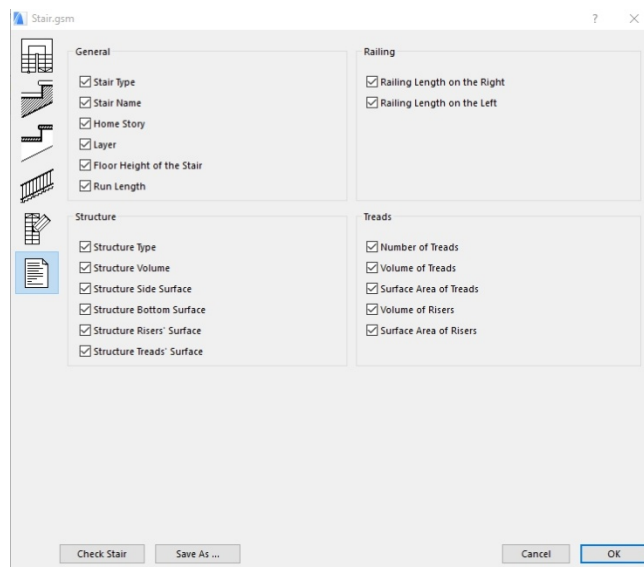 Stair.gsm
General
Stair Type
Stair Name
Home Story
Layer
Floor Height of the Stair
Run Length
Railing
Railing Length on the Right
Railing Length on the Left
Structure
Structure Type
Structure Volume
Structure Side Surface
Structure Bottom Surface
Structure Risers' Surface
Structure Treads' Surface
Treads
Number of Treads
Volume of Treads
Surface Area of Treads
Volume of Risers
Surface Area of Risers
Check Stair
Save As ...
Cancel
OK